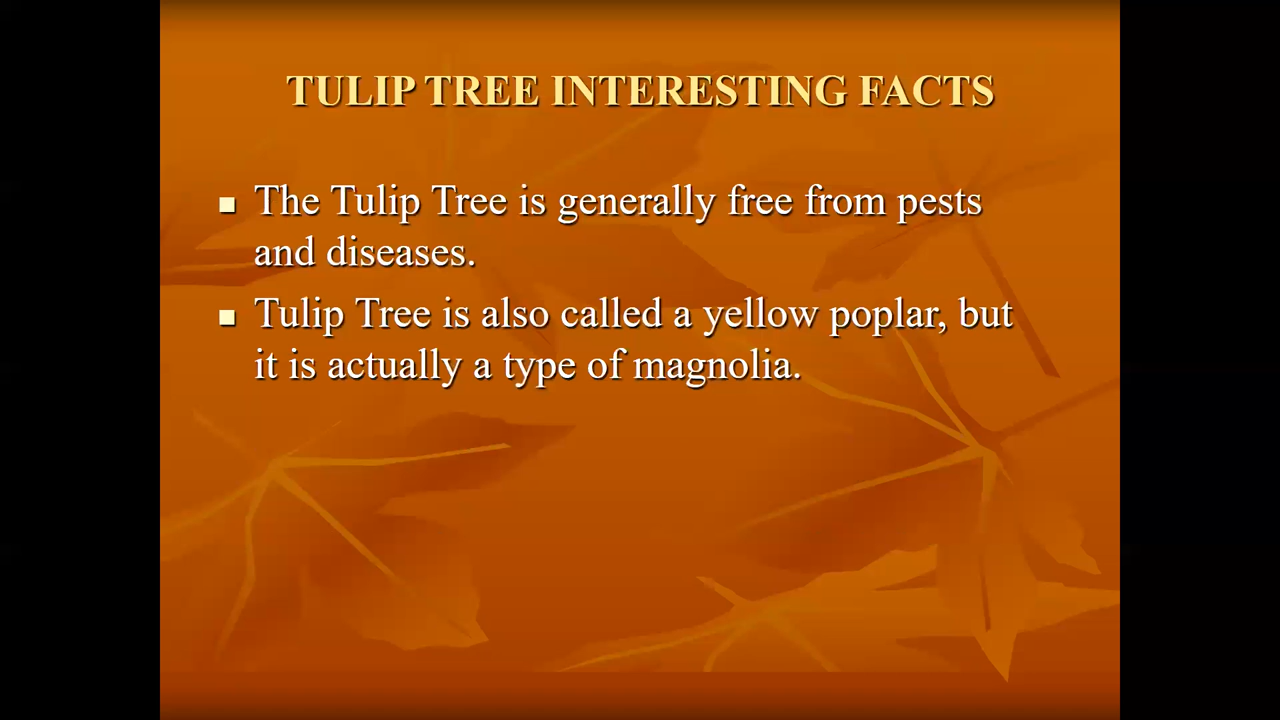 TULIP TREE INTERESTING FACTS
The Tulip Tree is generally free from pests
and diseases.
Tulip Tree is also called a yellow poplar, but
it is actually a type of magnolia.